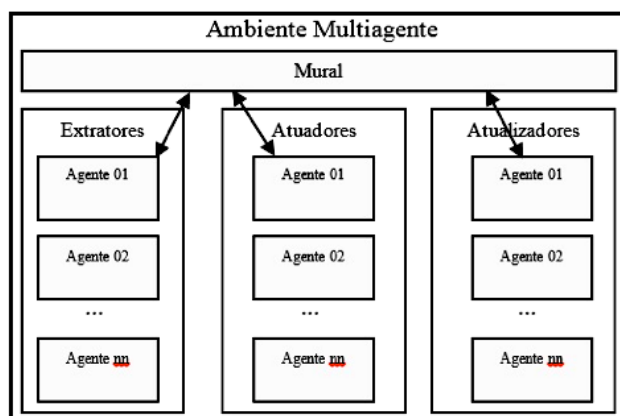 Ambiente Multiagente
Mural
Extratores
Agente 01
Agente 02
...
Agente nn
Atuadores
Agente 01
Agente 02
...
Agente nn
Atualizadores
Agente 01
Agente 02
...
Agente nn